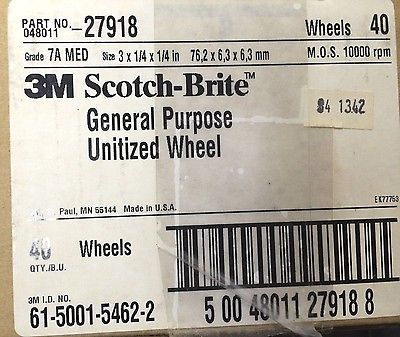 PART NO. -27918 Wheels 40
048011
Grade 7A MED Size 3 x 1/4 x 1/4 in 76,2 x 6,3 x 6,3 mm M.O.S. 10000 rpm
3M Scotch-Brite™
S4 1342
General Purpose
Unitized Wheel
EK77753
Paul, MN 55144 Made in U.S.A.
40 Wheels
QTY./B.U.
3M I.D. NO.
61-5001-5462-2
5 00 48011 27918 8